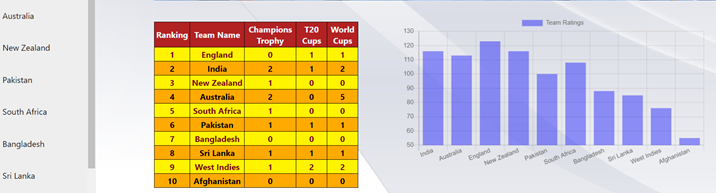 Australia
New Zealand
Pakistan
South Africa
Bangladesh
Sri Lanka
Ranking Team Name Champions Trophy T20 Cups World Cups
1 England 0 1 1
2 India 2 1 2
3 New Zealand 1 0 0
4 Australia 2 0 5
5 South Africa 1 0 0
6 Pakistan 1 1 1
7 Bangladesh 0 0 0
8 Sri Lanka 1 1 1
9 West Indies 1 2 2
10 Afghanistan 0 0 0
Team Ratings
130
120
110
100
90
80
70
60
50
India
Australia
England
New Zealand
Pakistan
South Africa
Bangladesh
Sri Lanka
West Indies
Afghanistan